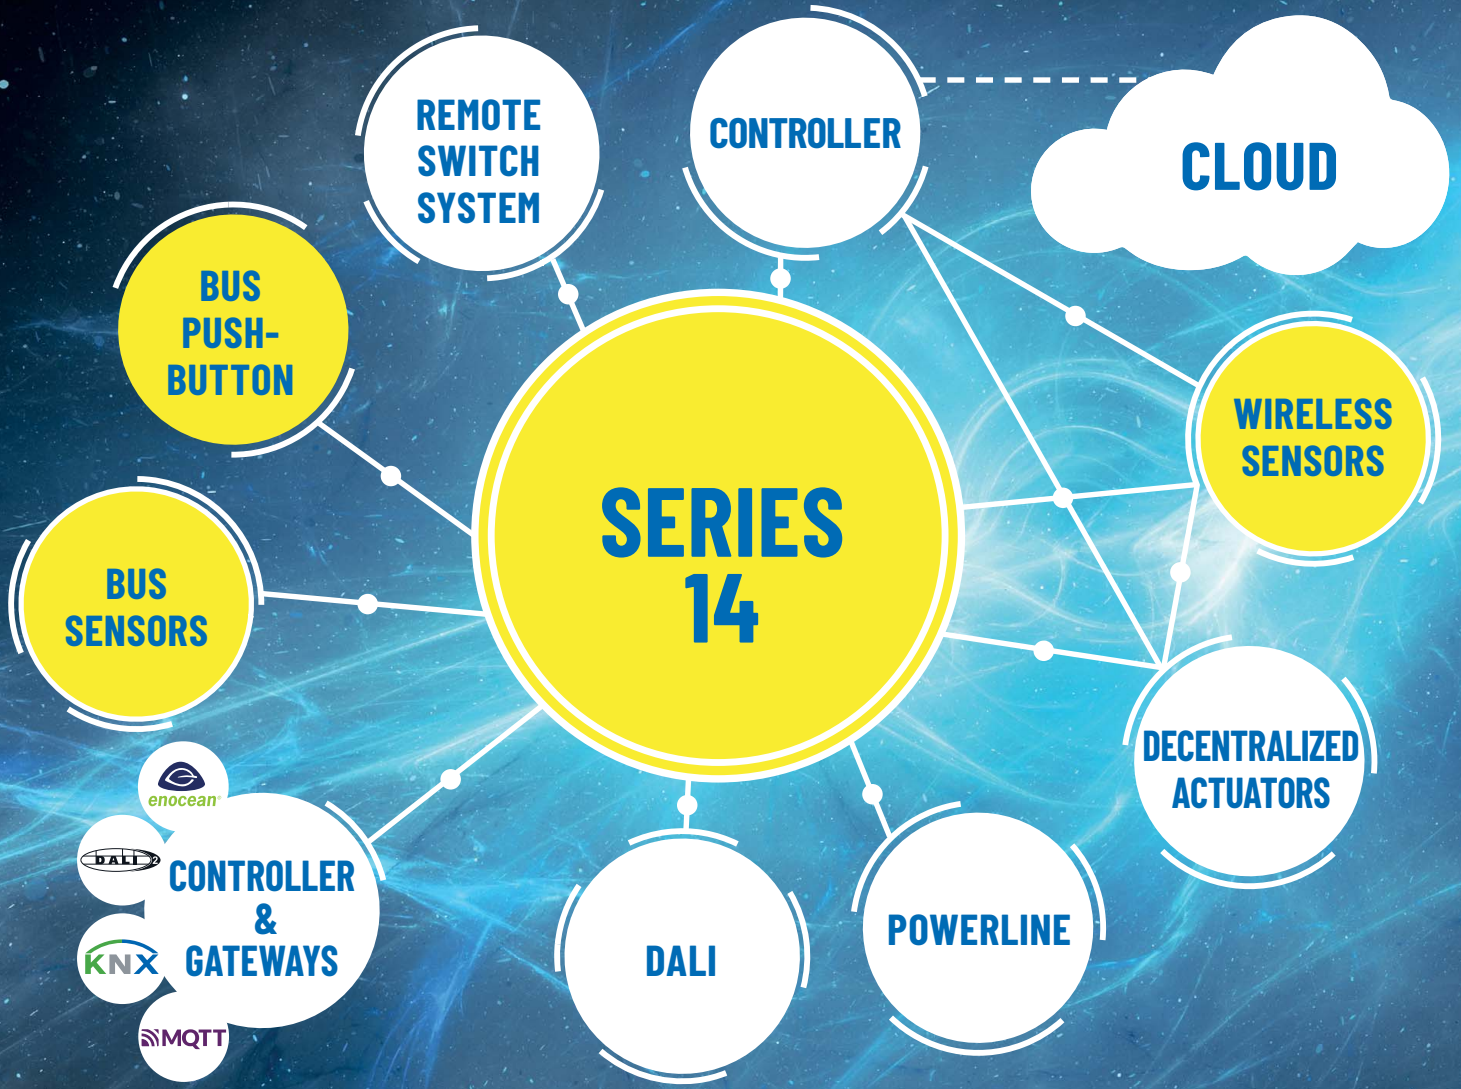 REMOTE
SWITCH
SYSTEM
CONTROLLER
CLOUD
BUS
PUSH-
BUTTON
WIRELESS
SENSORS
SERIES
14
BUS
SENSORS
DECENTRALIZED
ACTUATORS
enocean®
DALI 2
KNX
MQTT
CONTROLLER
&
GATEWAYS
DALI
POWERLINE